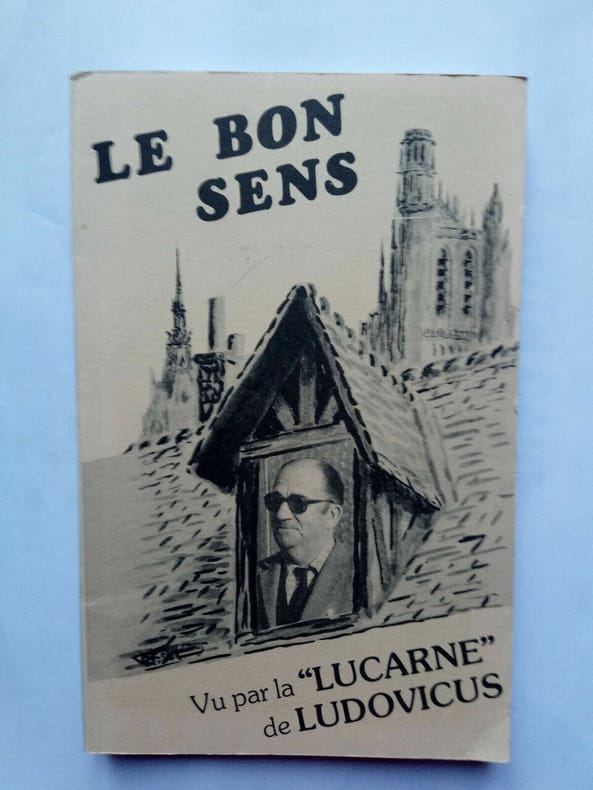 LE BON
SENS
Vu par la "LUCARNE"
de LUDOVICUS